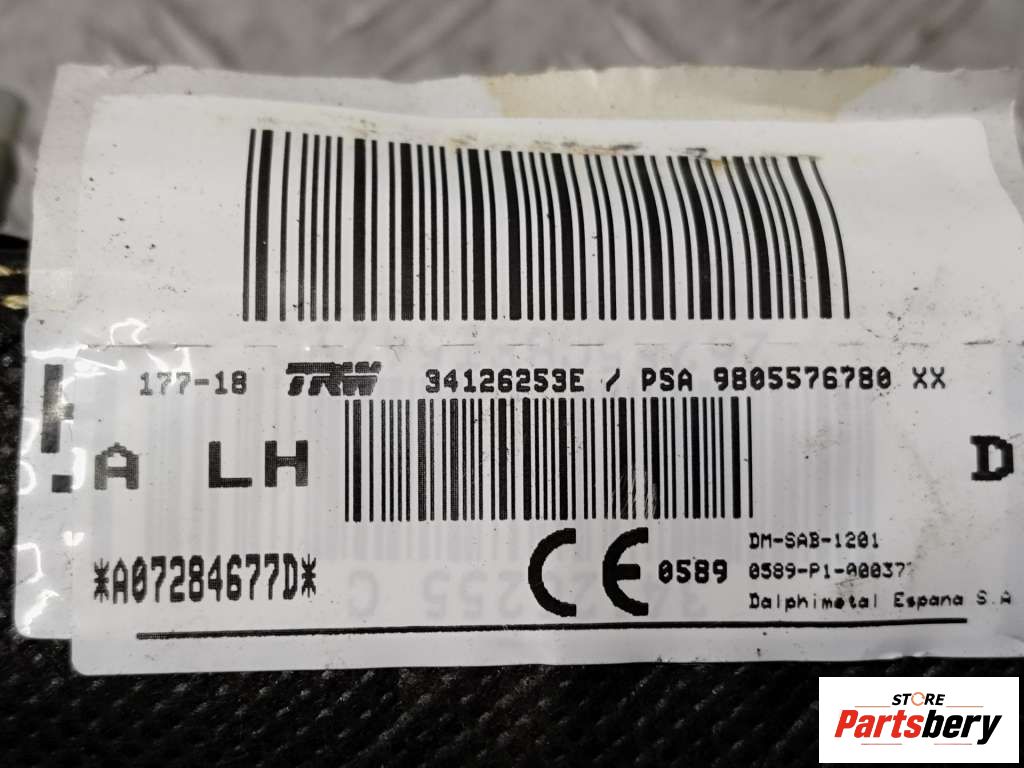 177-18 TRW 34126253E / PSA 9805576780 XX
A LH D
*A07284677D*
CE 0589
DM-SAB-1201
0589-P1-A0037
Dalphimetal Espana S.A
STORE
Partsbery